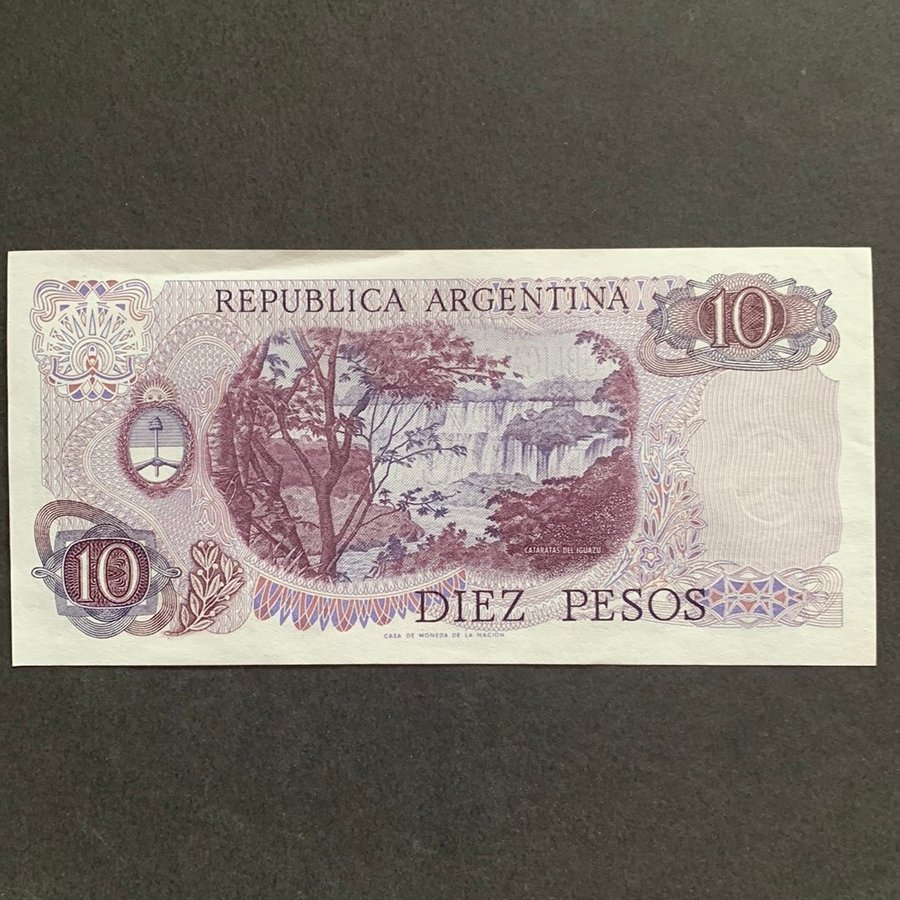 REPUBLICA ARGENTINA
10
CATARATAS DEL IGUAZU
10
DIEZ PESOS
CASA DE MONEDA DE LA NACION